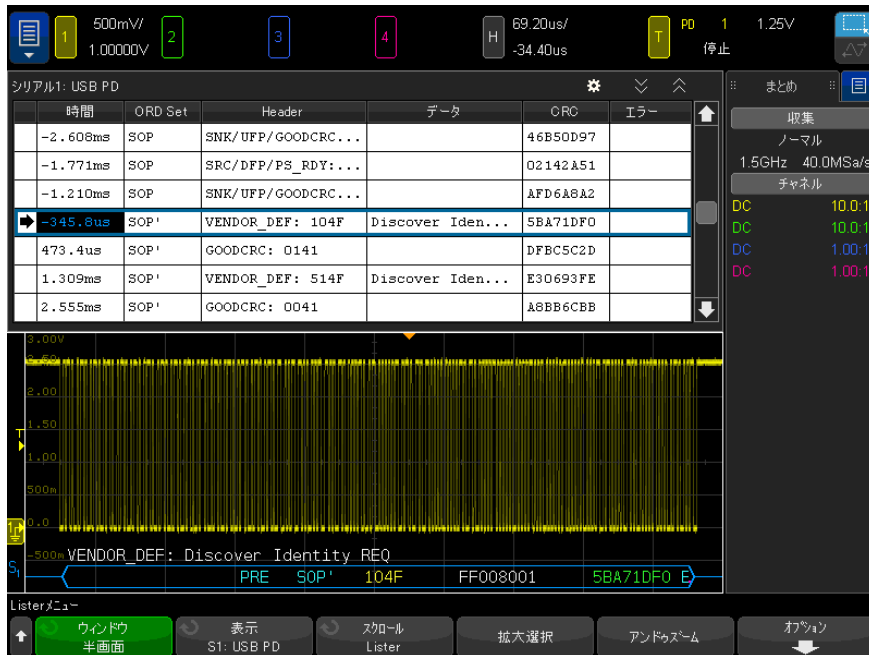 500mV/
1
1.00000V
2
3
4
H
69.20us/
-34.40us
T
PD 1 1.25V
停止
シリアル1: USB PD
時間 ORD Set Header データ CRC エラー
-2.608ms SOP SNK/UFP/GOODCRC... 46B50D97
-1.771ms SOP SRC/DFP/PS_RDY:... 02142A51
-1.210ms SOP SNK/UFP/GOODCRC... AFD6A8A2
-345.8us SOP' VENDOR_DEF: 104F Discover Iden... 5BA71DF0
473.4us SOP' GOODCRC: 0141 DFBC5C2D
1.309ms SOP' VENDOR_DEF: 514F Discover Iden... E30693FE
2.555ms SOP' GOODCRC: 0041 A8BB6CBB
まとめ
収集
ノーマル
1.5GHz 40.0MSa/s
チャネル
DC 10.0:1
DC 10.0:1
DC 1.00:1
DC 1.00:1
3.00V
2.50
2.00
1.50
T
1.00
500m
0.0
-500m
VENDOR_DEF: Discover Identity REQ
S1
PRE SOP' 104F FF008001 5BA71DF0 E
Listerメニュー
ウィンドウ
半画面
表示
S1: USB PD
スクロール
Lister
拡大選択
アンドゥズーム
オプション